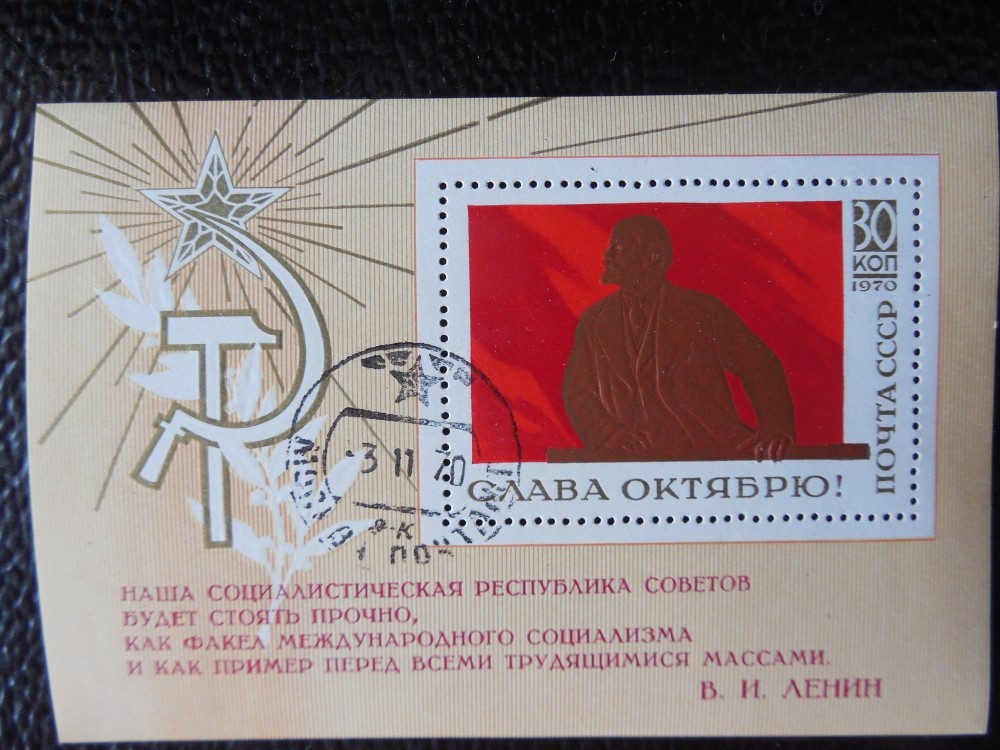 30
КОП
1970
ПОЧТА СССР
СЛАВА ОКТЯБРЮ!
3 11 70
НАША СОЦИАЛИСТИЧЕСКАЯ РЕСПУБЛИКА СОВЕТОВ
БУДЕТ СТОЯТЬ ПРОЧНО,
КАК ФАКЕЛ МЕЖДУНАРОДНОГО СОЦИАЛИЗМА
И КАК ПРИМЕР ПЕРЕД ВСЕМИ ТРУДЯЩИМИСЯ МАССАМИ.
В. И. ЛЕНИН